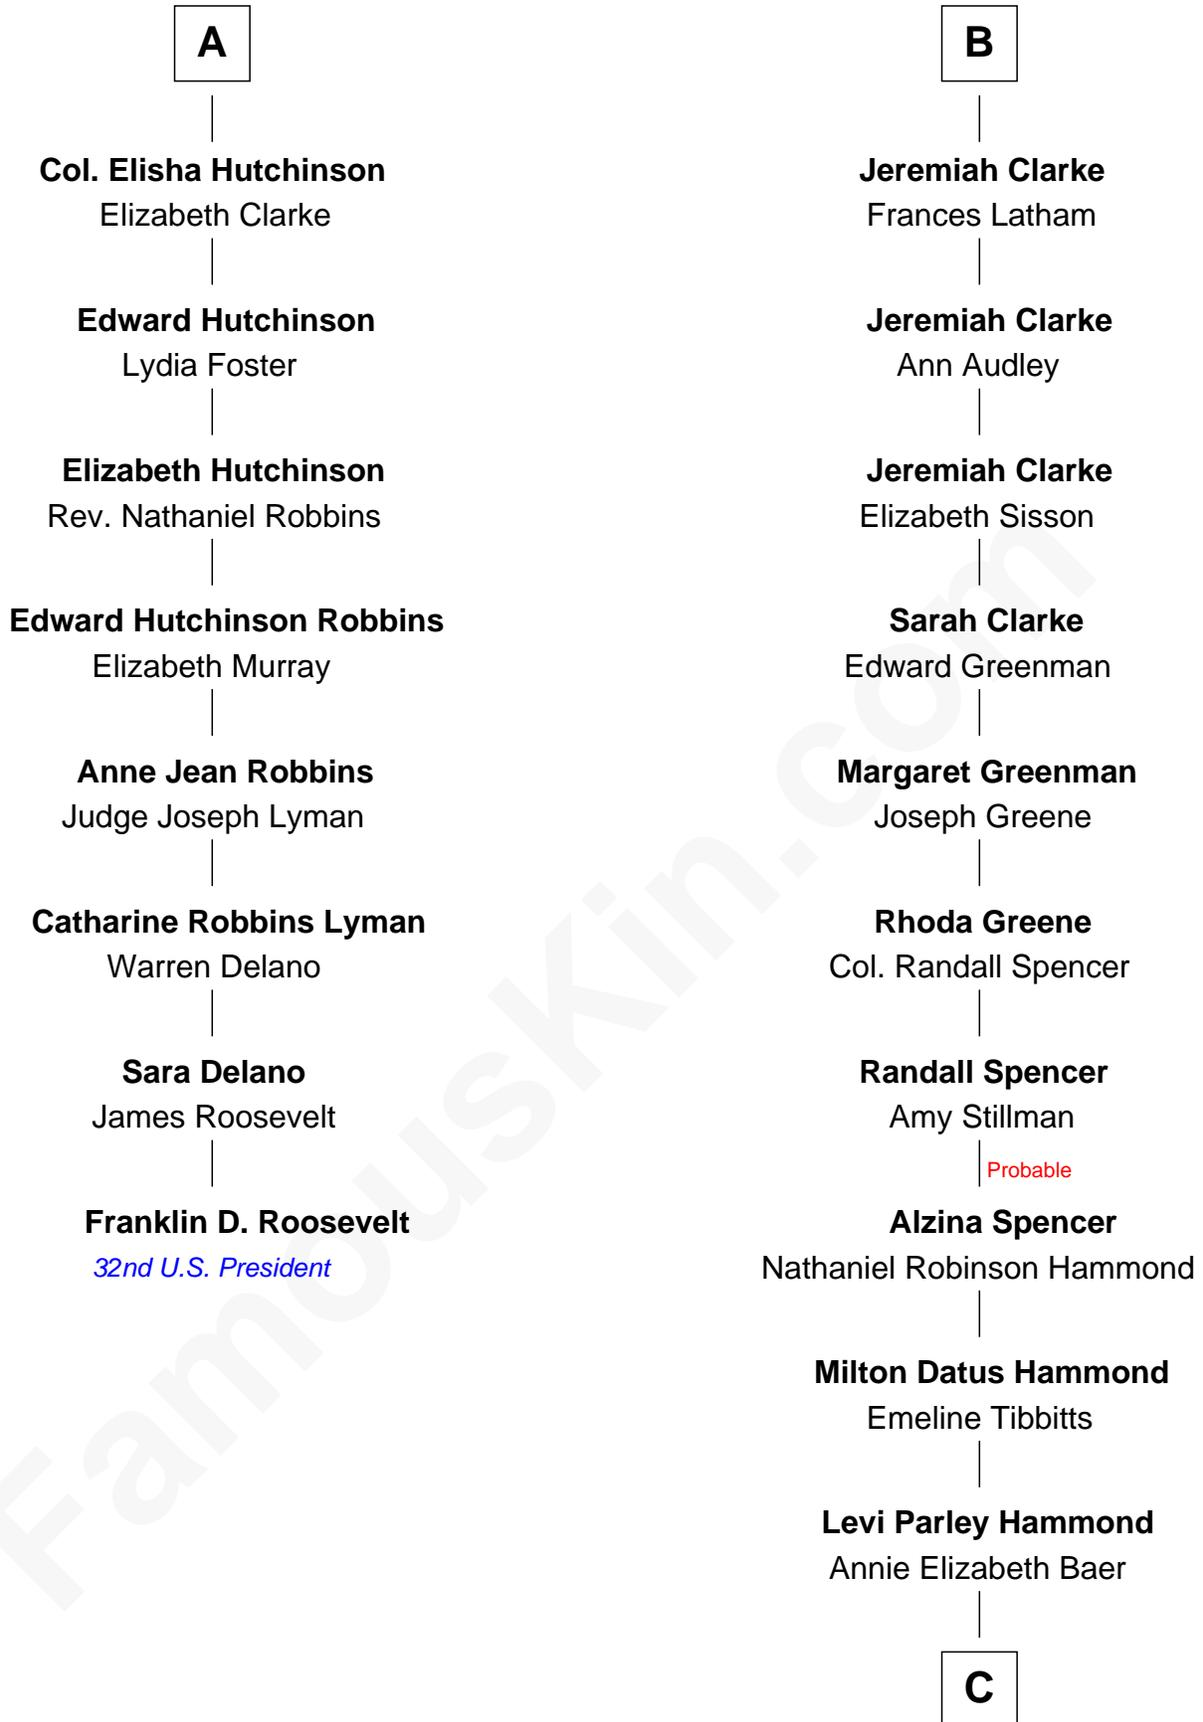 A
Col. Elisha Hutchinson
Elizabeth Clarke
Edward Hutchinson
Lydia Foster
Elizabeth Hutchinson
Rev. Nathaniel Robbins
Edward Hutchinson Robbins
Elizabeth Murray
Anne Jean Robbins
Judge Joseph Lyman
Catharine Robbins Lyman
Warren Delano
Sara Delano
James Roosevelt
Franklin D. Roosevelt
32nd U.S. President
B
Jeremiah Clarke
Frances Latham
Jeremiah Clarke
Ann Audley
Jeremiah Clarke
Elizabeth Sisson
Sarah Clarke
Edward Greenman
Margaret Greenman
Joseph Greene
Rhoda Greene
Col. Randall Spencer
Randall Spencer
Amy Stillman
Probable
Alzina Spencer
Nathaniel Robinson Hammond
Milton Datus Hammond
Emeline Tibbitts
Levi Parley Hammond
Annie Elizabeth Baer
C
FamousKin.com